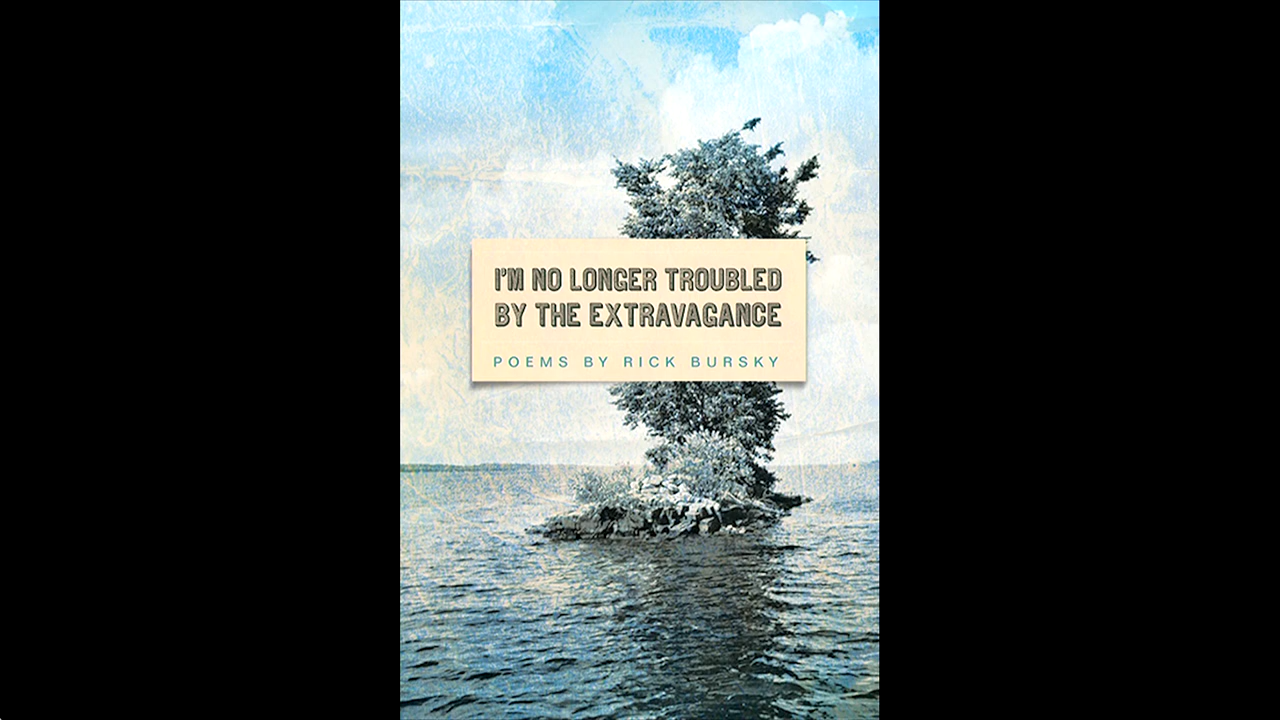 I'M NO LONGER TROUBLED
BY THE EXTRAVAGANCE
POEMS BY RICK BURSKY